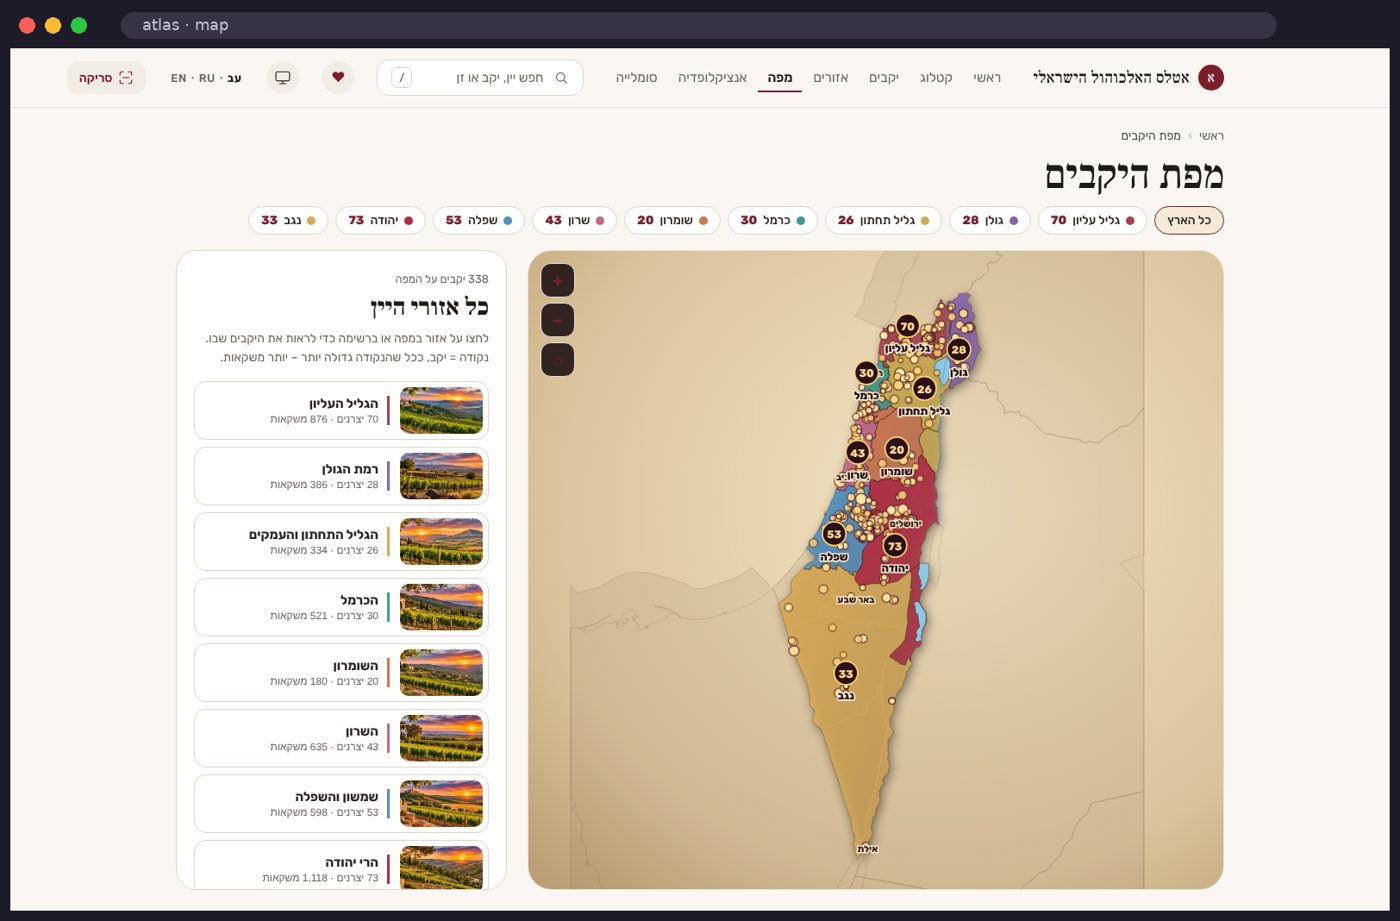 atlas · map
א אטלס האלכוהול הישראלי ראשי קטלוג יקבים אזורים מפה אנציקלופדיה סומלייה חפש יין, יקב או זן / עב · EN · RU סריקה
ראשי › מפת היקבים
מפת היקבים
כל הארץ גליל עליון 70 גולן 28 גליל תחתון 26 כרמל 30 שומרון 20 שרון 43 שפלה 53 יהודה 73 נגב 33
+
−
⌂
70
גליל עליון
28
גולן
30
כרמל
26
גליל תחתון
43
שרון
20
שומרון
ירושלים
53
שפלה
73
יהודה
באר שבע
33
נגב
אילת
338 יקבים על המפה
כל אזורי היין
לחצו על אזור במפה או ברשימה כדי לראות את היקבים שבו.
נקודה = יקב, ככל שהנקודה גדולה יותר – יותר משקאות.
הגליל העליון
70 יצרנים · 876 משקאות
רמת הגולן
28 יצרנים · 386 משקאות
הגליל התחתון והעמקים
26 יצרנים · 334 משקאות
הכרמל
30 יצרנים · 521 משקאות
השומרון
20 יצרנים · 180 משקאות
השרון
43 יצרנים · 635 משקאות
שמשון והשפלה
53 יצרנים · 598 משקאות
הרי יהודה
73 יצרנים · 1,118 משקאות